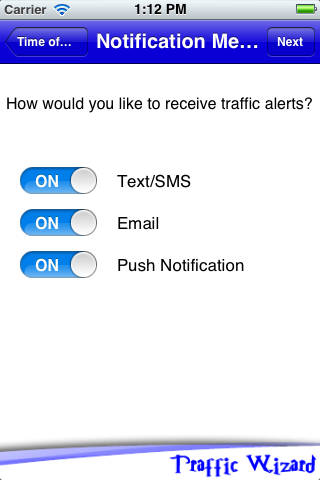 Carrier 1:12 PM
Time of... Notification Me... Next
How would you like to receive traffic alerts?
ON Text/SMS
ON Email
ON Push Notification
Traffic Wizard